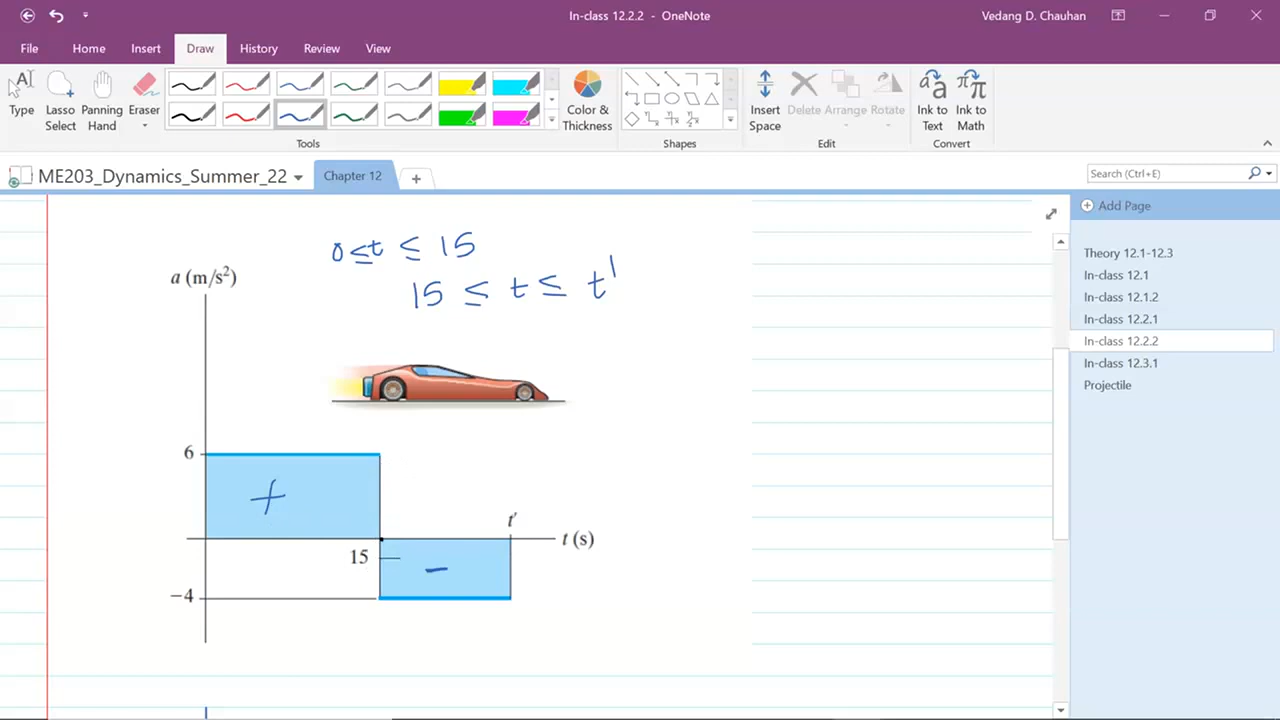 In-class 12.2.2 - OneNote
Vedang D. Chauhan
File Home Insert Draw History Review View
Type
Lasso Select
Panning Hand
Eraser
Color & Thickness
Insert Space
Delete
Arrange
Rotate
Ink to Text
Ink to Math
Tools
Shapes
Edit
Convert
ME203_Dynamics_Summer_22
Chapter 12
Search (Ctrl+E)
Add Page
Theory 12.1-12.3
In-class 12.1
In-class 12.1.2
In-class 12.2.1
In-class 12.2.2
In-class 12.3.1
Projectile
0 ≤ t ≤ 15
15 ≤ t ≤ t'
a (m/s²)
6
+
t'
t (s)
15
−
−4